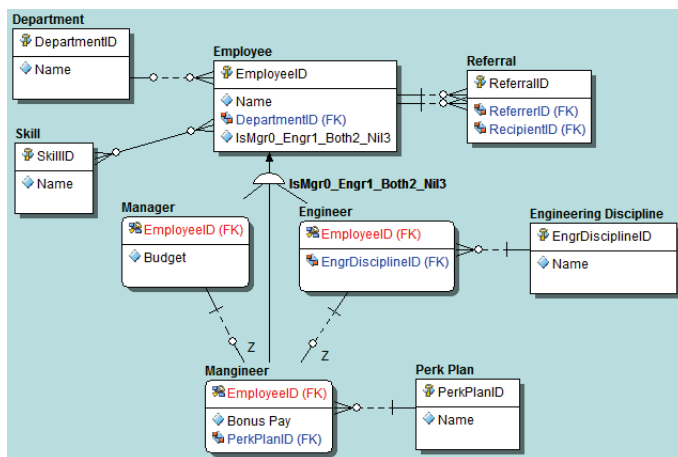 Department
DepartmentID
Name
Employee
EmployeeID
Name
DepartmentID (FK)
IsMgr0_Engr1_Both2_Nil3
Referral
ReferralID
ReferrerID (FK)
RecipientID (FK)
Skill
SkillID
Name
IsMgr0_Engr1_Both2_Nil3
Manager
EmployeeID (FK)
Budget
Engineer
EmployeeID (FK)
EngrDisciplineID (FK)
Engineering Discipline
EngrDisciplineID
Name
Z
Z
Mangineer
EmployeeID (FK)
Bonus Pay
PerkPlanID (FK)
Perk Plan
PerkPlanID
Name